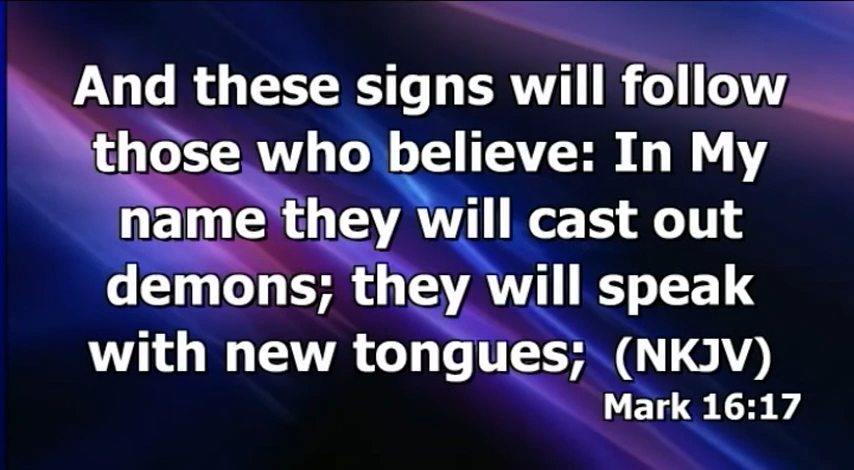 And these signs will follow
those who believe: In My
name they will cast out
demons; they will speak
with new tongues; (NKJV)
Mark 16:17